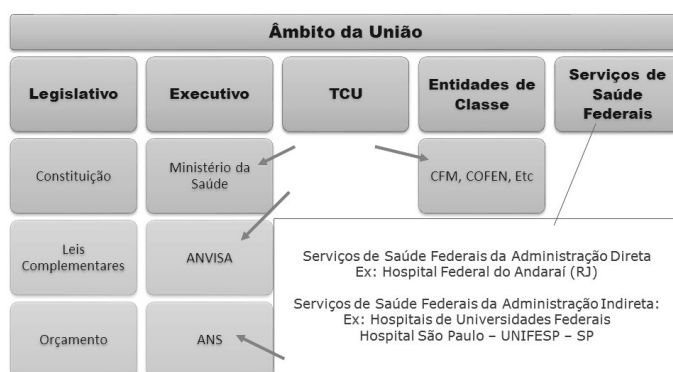 Âmbito da União
Legislativo
Executivo
TCU
Entidades de
Classe
Serviços de
Saúde
Federais
Constituição
Ministério da
Saúde
CFM, COFEN, Etc
Leis
Complementares
ANVISA
Orçamento
ANS
Serviços de Saúde Federais da Administração Direta
Ex: Hospital Federal do Andaraí (RJ)
Serviços de Saúde Federais da Administração Indireta:
Ex: Hospitais de Universidades Federais
Hospital São Paulo – UNIFESP – SP